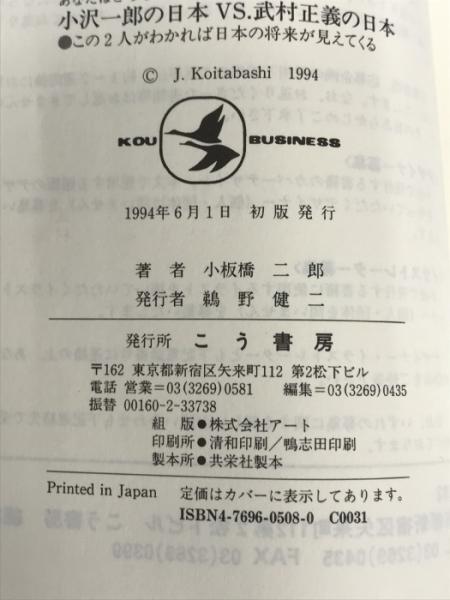 小沢一郎の日本 VS.武村正義の日本
●この2人がわかれば日本の将来が見えてくる
© J. Koitabashi 1994
KOU BUSINESS
1994年6月1日 初版発行
著者 小板橋二郎
発行者 鵜野健二
発行所 こう書房
〒162 東京都新宿区矢来町112 第2松下ビル
電話 営業=03(3269)0581 編集=03(3269)0435
振替 00160-2-33738
組版●株式会社アート
印刷所●清和印刷/鴨志田印刷
製本所●共栄社製本
Printed in Japan 定価はカバーに表示してあります。
ISBN4-7696-0508-0 C0031